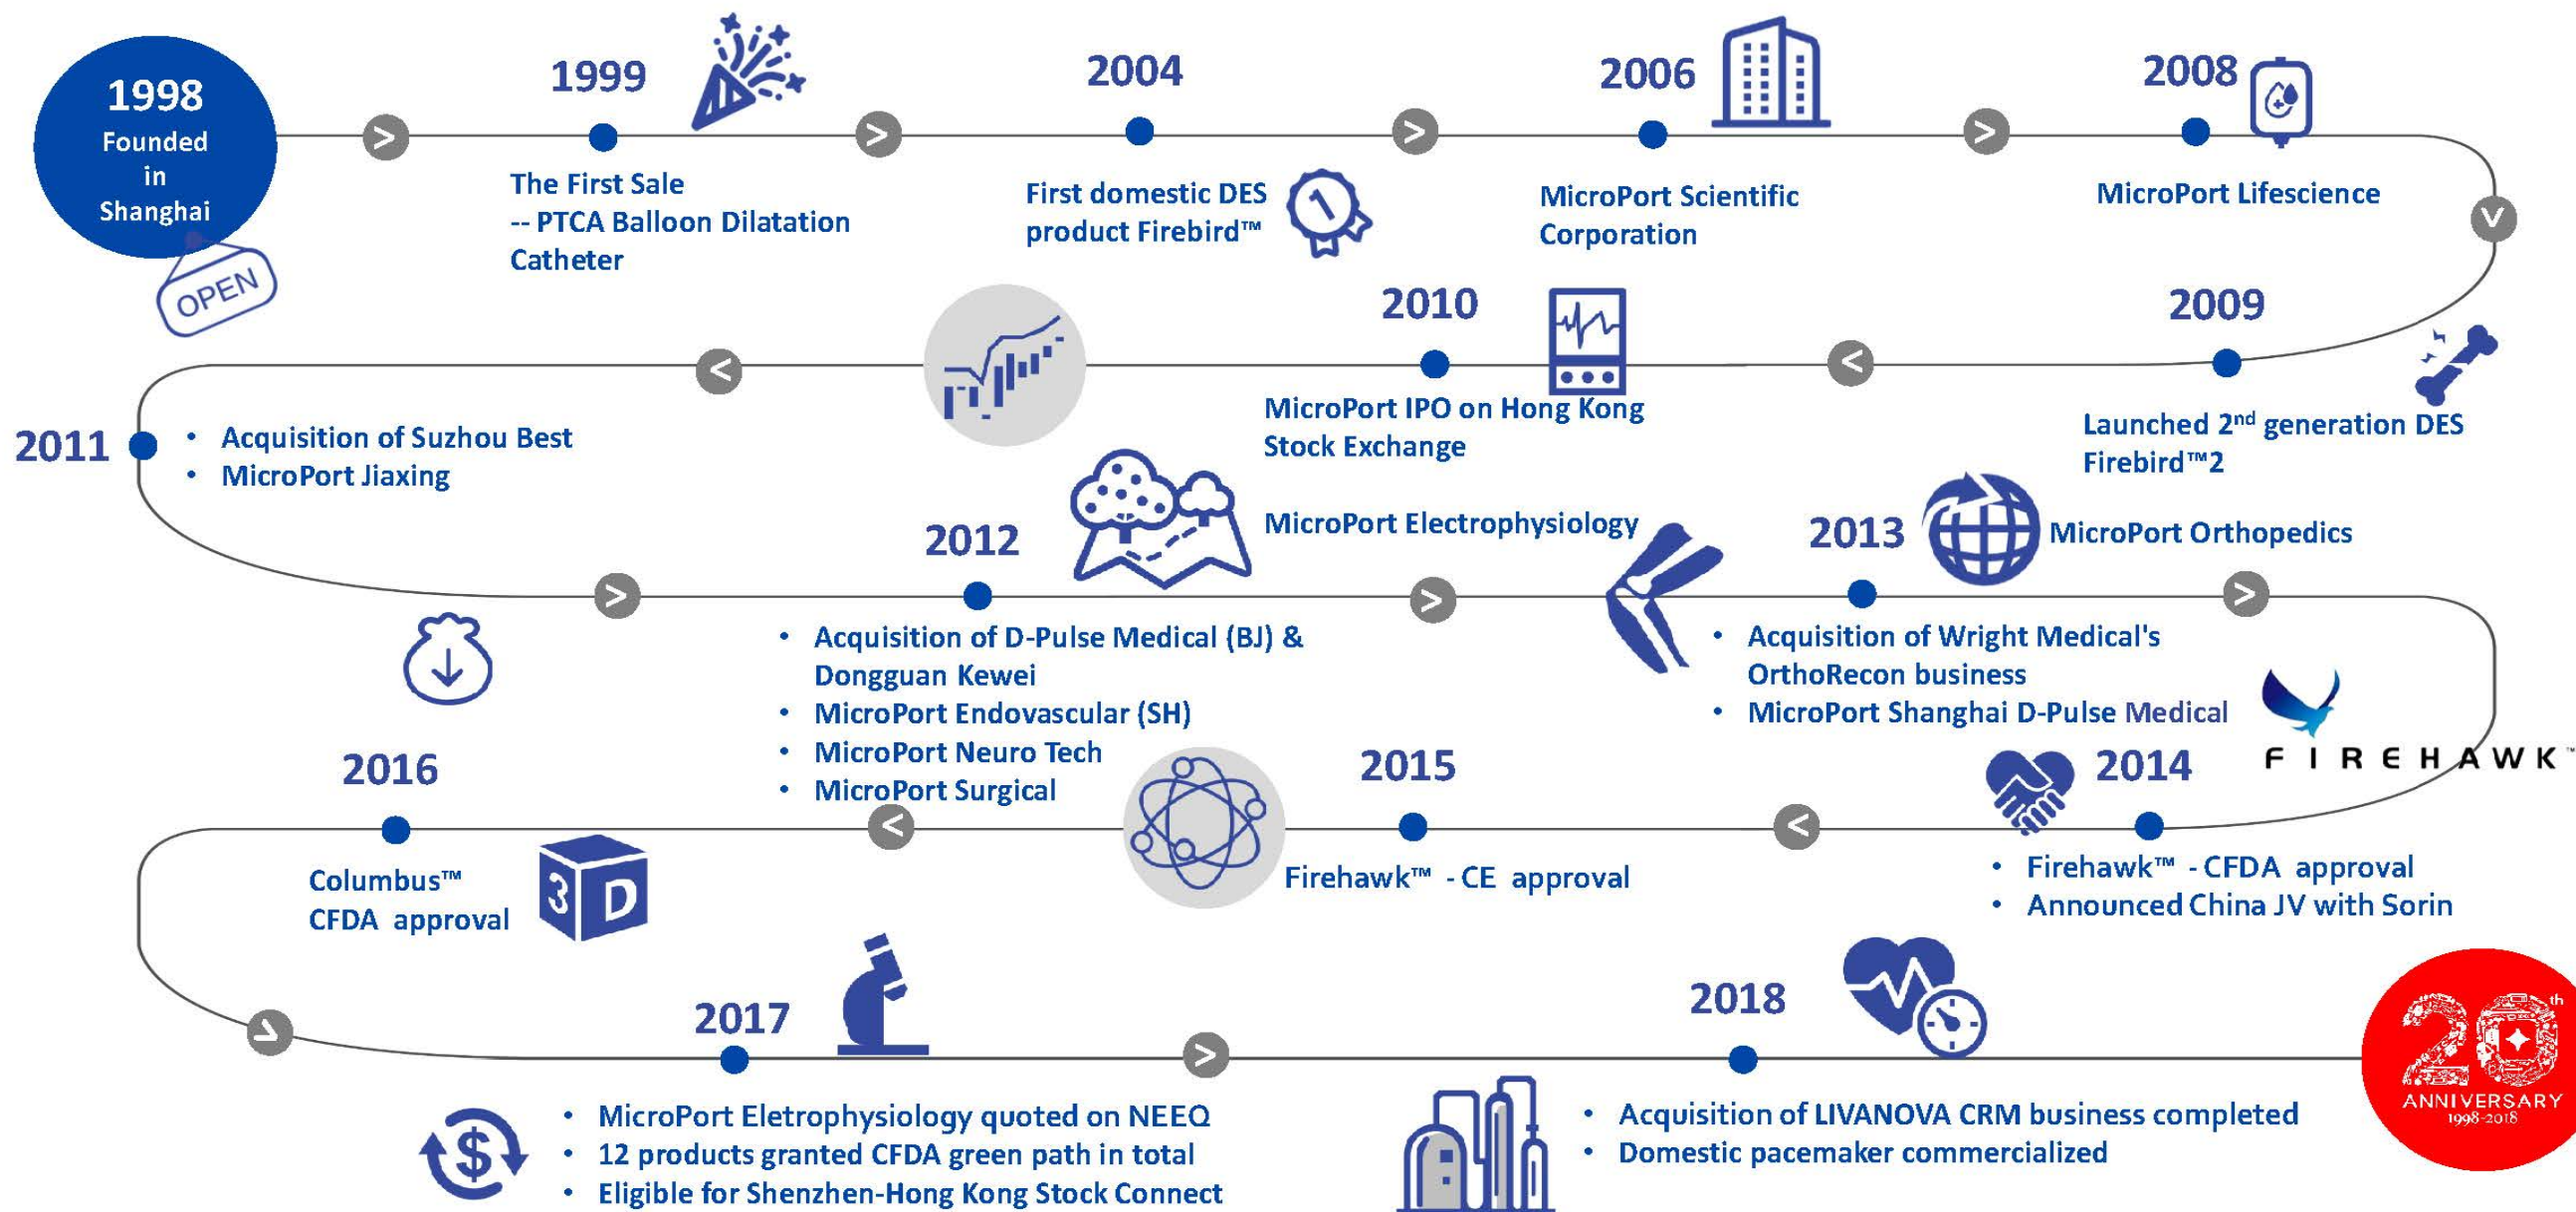 1998
Founded
in
Shanghai
OPEN
1999
The First Sale
-- PTCA Balloon Dilatation
Catheter
2004
First domestic DES
product Firebird™
1
2006
MicroPort Scientific
Corporation
2008
MicroPort Lifescience
2009
Launched 2nd generation DES
Firebird™2
2010
MicroPort IPO on Hong Kong
Stock Exchange
MicroPort Electrophysiology
2011
• Acquisition of Suzhou Best
• MicroPort Jiaxing
2012
• Acquisition of D-Pulse Medical (BJ) &
Dongguan Kewei
• MicroPort Endovascular (SH)
• MicroPort Neuro Tech
• MicroPort Surgical
2013
MicroPort Orthopedics
• Acquisition of Wright Medical's
OrthoRecon business
• MicroPort Shanghai D-Pulse Medical
FIREHAWK™
2014
• Firehawk™ - CFDA approval
• Announced China JV with Sorin
2015
Firehawk™ - CE approval
2016
Columbus™
CFDA approval
3D
2017
$
• MicroPort Eletrophysiology quoted on NEEQ
• 12 products granted CFDA green path in total
• Eligible for Shenzhen-Hong Kong Stock Connect
2018
• Acquisition of LIVANOVA CRM business completed
• Domestic pacemaker commercialized
20th
ANNIVERSARY
1998-2018